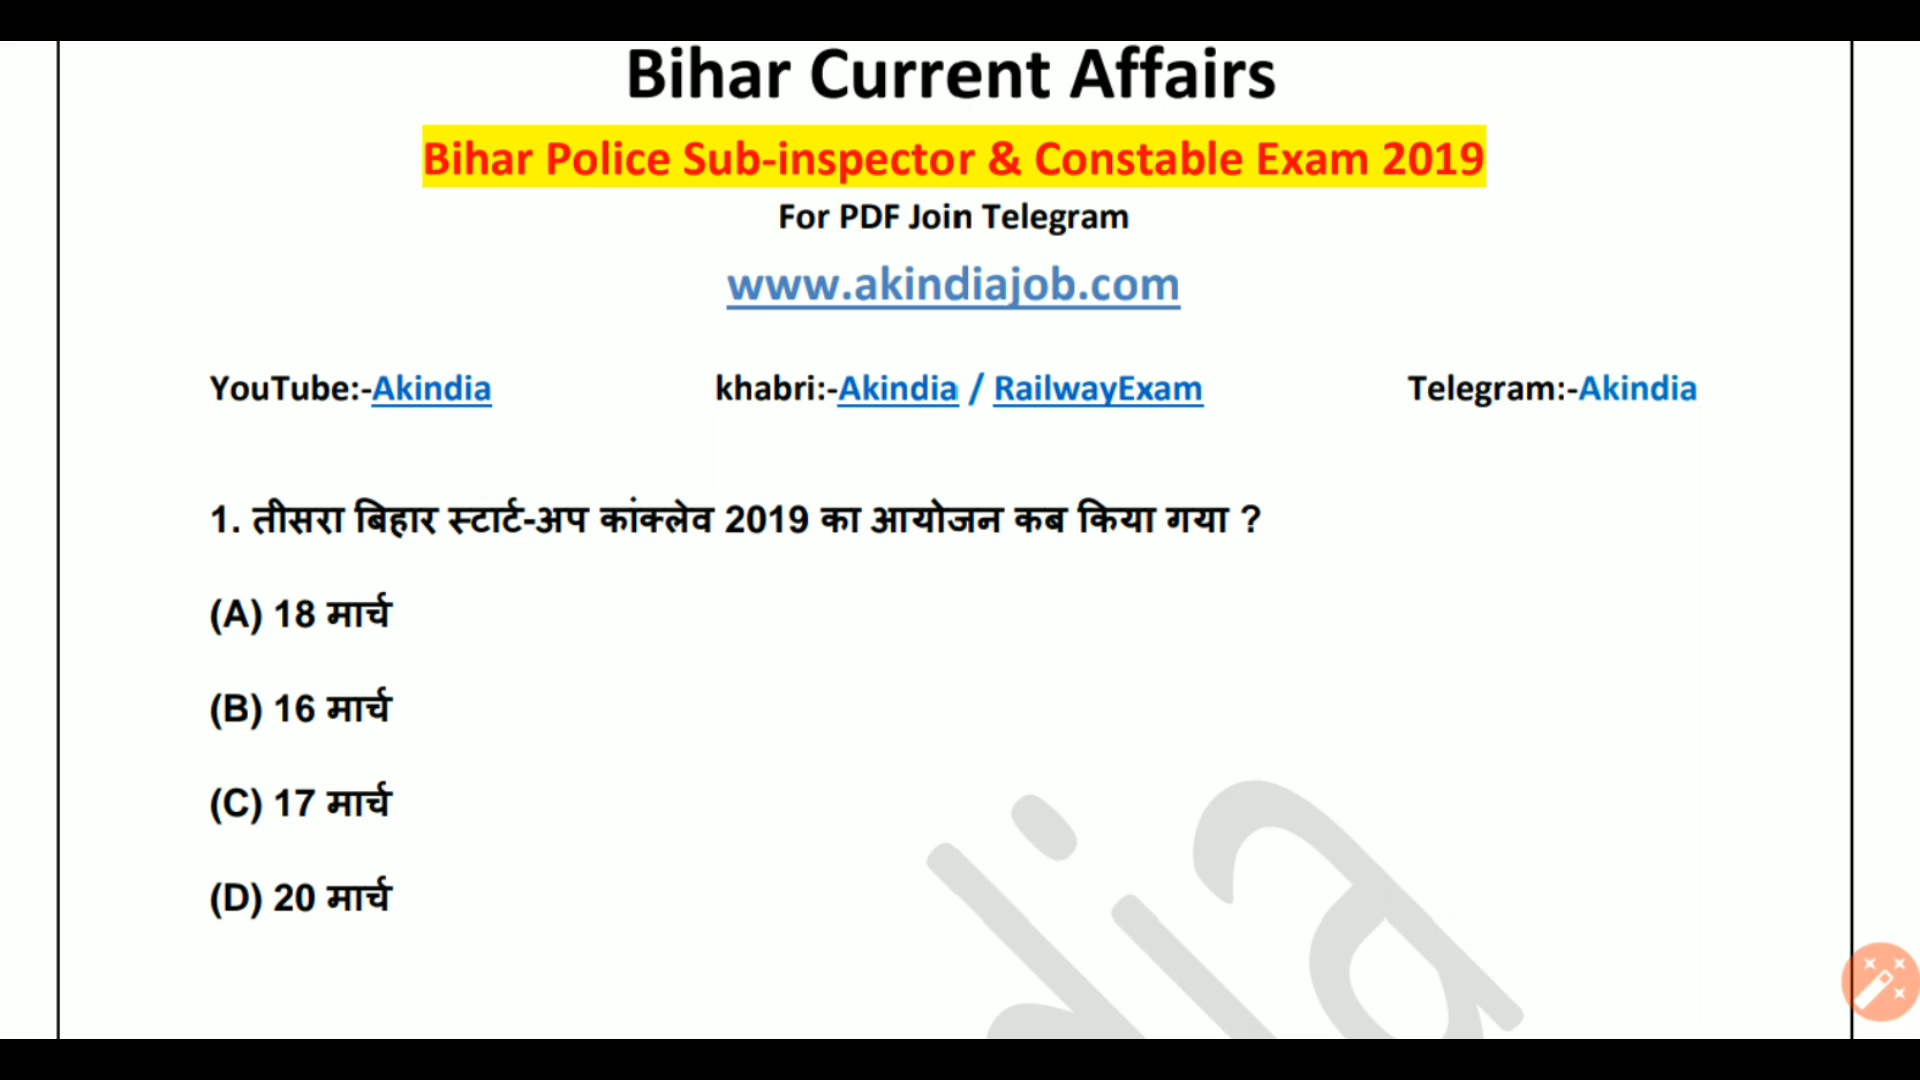 Bihar Current Affairs
Bihar Police Sub-inspector & Constable Exam 2019
For PDF Join Telegram
www.akindiajob.com
YouTube:-Akindia khabri:-Akindia / RailwayExam Telegram:-Akindia
1. तीसरा बिहार स्टार्ट-अप कांक्लेव 2019 का आयोजन कब किया गया ?
(A) 18 मार्च
(B) 16 मार्च
(C) 17 मार्च
(D) 20 मार्च
dia